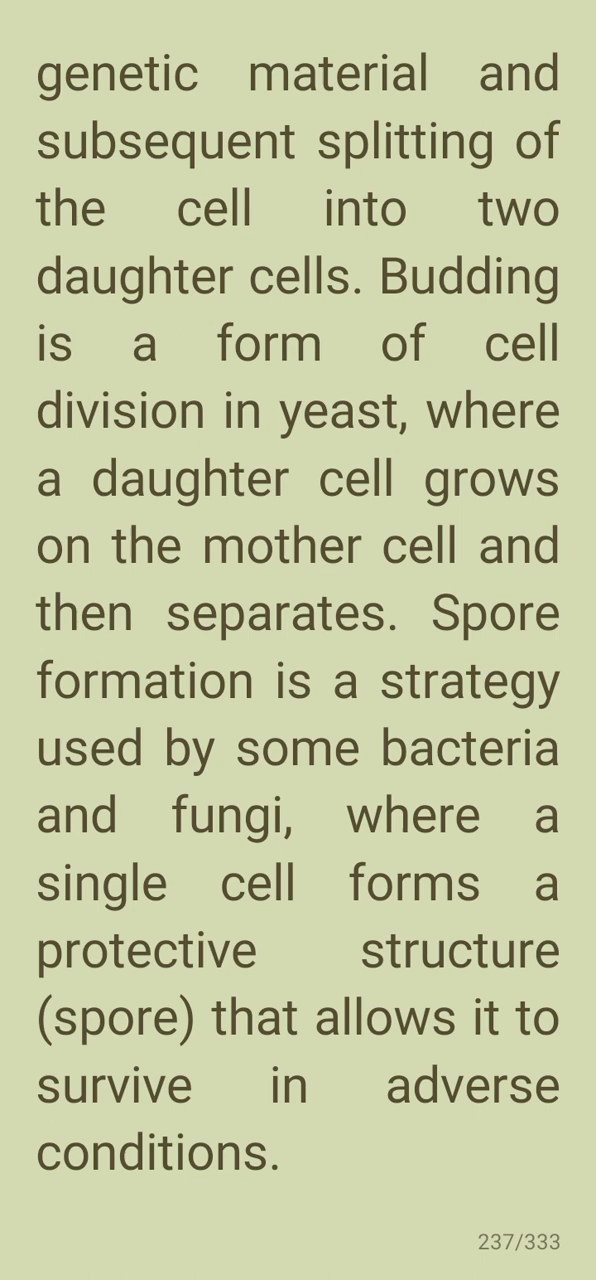 genetic material and
subsequent splitting of
the cell into two
daughter cells. Budding
is a form of cell
division in yeast, where
a daughter cell grows
on the mother cell and
then separates. Spore
formation is a strategy
used by some bacteria
and fungi, where a
single cell forms a
protective structure
(spore) that allows it to
survive in adverse
conditions.
237/333